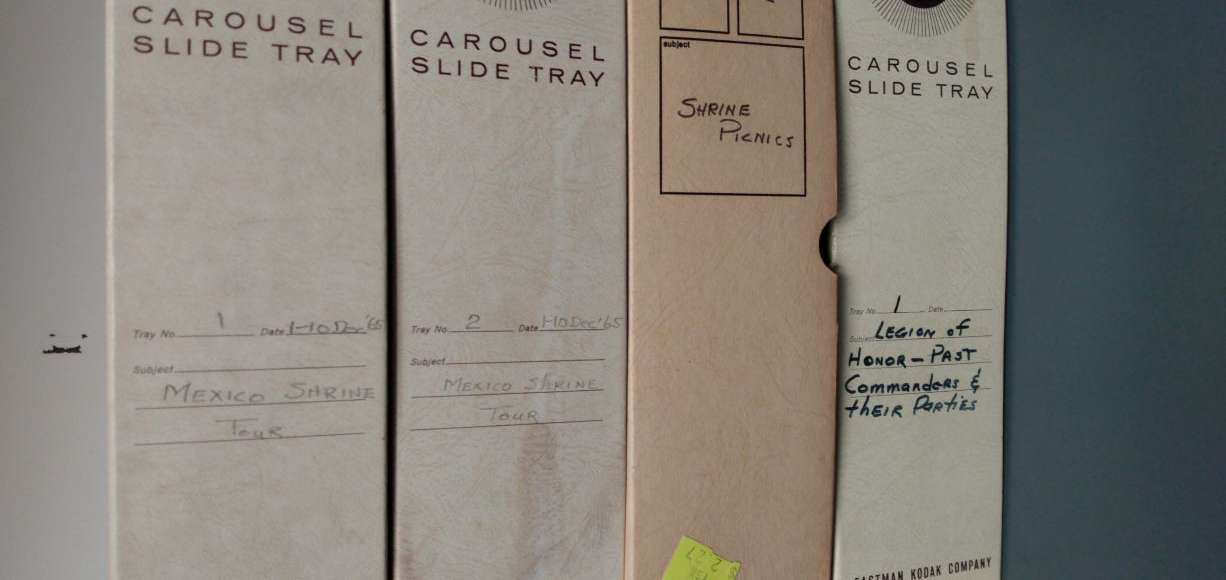 CAROUSEL
SLIDE TRAY
Tray No. 1 Date 1-10 Dec '65
Subject
MEXICO SHRINE
TOUR
CAROUSEL
SLIDE TRAY
Tray No. 2 Date 1-10 Dec '65
Subject
MEXICO SHRINE
TOUR
subject
SHRINE
PICNICS
CAROUSEL
SLIDE TRAY
Tray No. 1 Date
Subject LEGION of
HONOR - PAST
Commanders &
their Parties
EASTMAN KODAK COMPANY